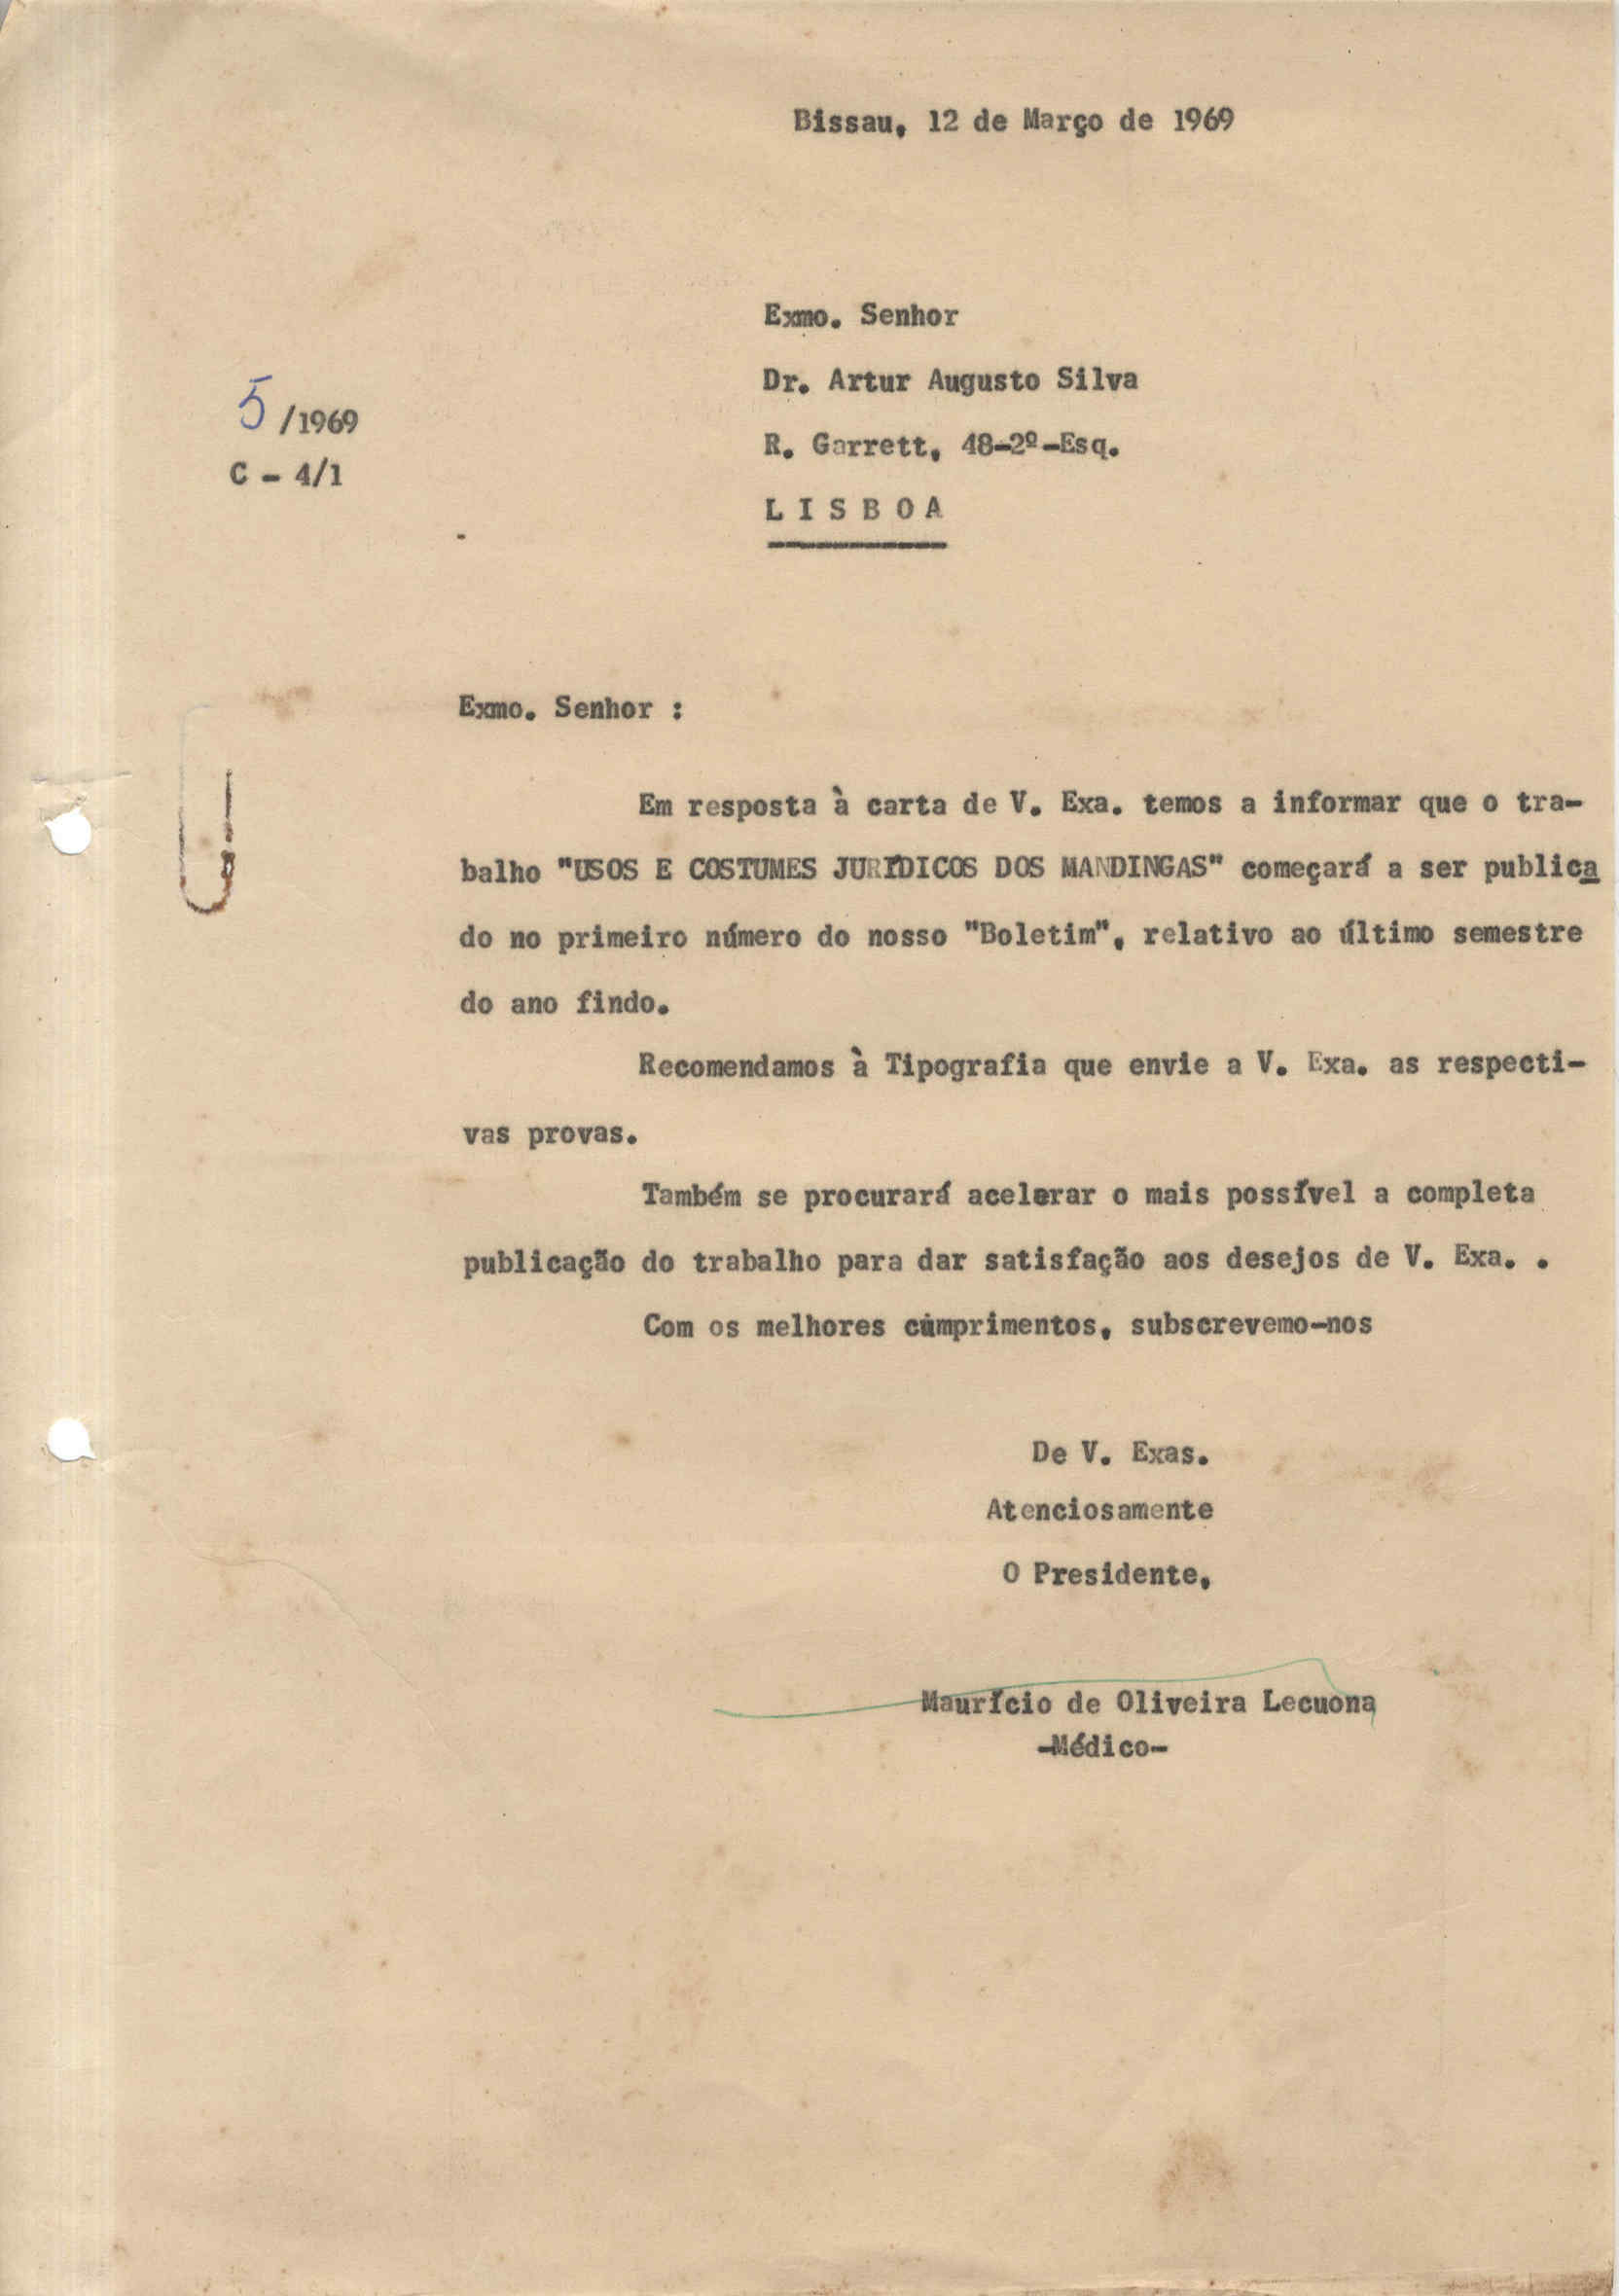 Bissau, 12 de Março de 1969
Exmo. Senhor
Dr. Artur Augusto Silva
5/1969
R. Garrett, 48-2º-Esq.
C - 4/1
L I S B O A
Exmo. Senhor :
Em resposta à carta de V. Exa. temos a informar que o tra-
balho "USOS E COSTUMES JURÍDICOS DOS MANDINGAS" começará a ser publica
do no primeiro número do nosso "Boletim", relativo ao último semestre
do ano findo.
Recomendamos à Tipografia que envie a V. Exa. as respecti-
vas provas.
Também se procurará acelerar o mais possível a completa
publicação do trabalho para dar satisfação aos desejos de V. Exa. .
Com os melhores cùmprimentos, subscrevemo-nos
De V. Exas.
Atenciosamente
O Presidente,
Maurício de Oliveira Lecuona
-Médico-